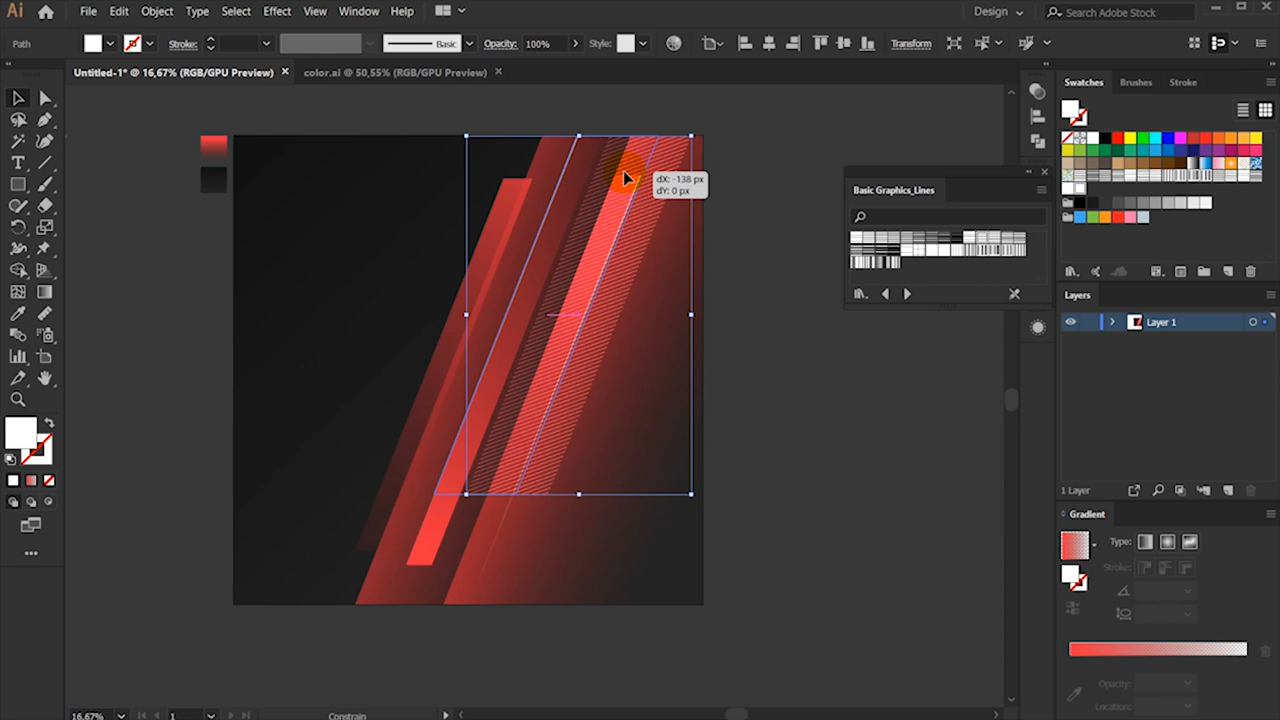 Ai File Edit Object Type Select Effect View Window Help Design Search Adobe Stock
Path Stroke: Basic Opacity: 100% Style: Transform
Untitled-1* @ 16,67% (RGB/GPU Preview) × color.ai @ 50,55% (RGB/GPU Preview) ×
Swatches Brushes Stroke
dX: -138 px
dY: 0 px
Basic Graphics_Lines
Layers
Layer 1
1 Layer
Gradient
Type:
Stroke:
Opacity:
Location:
16,67% 1 Constrain